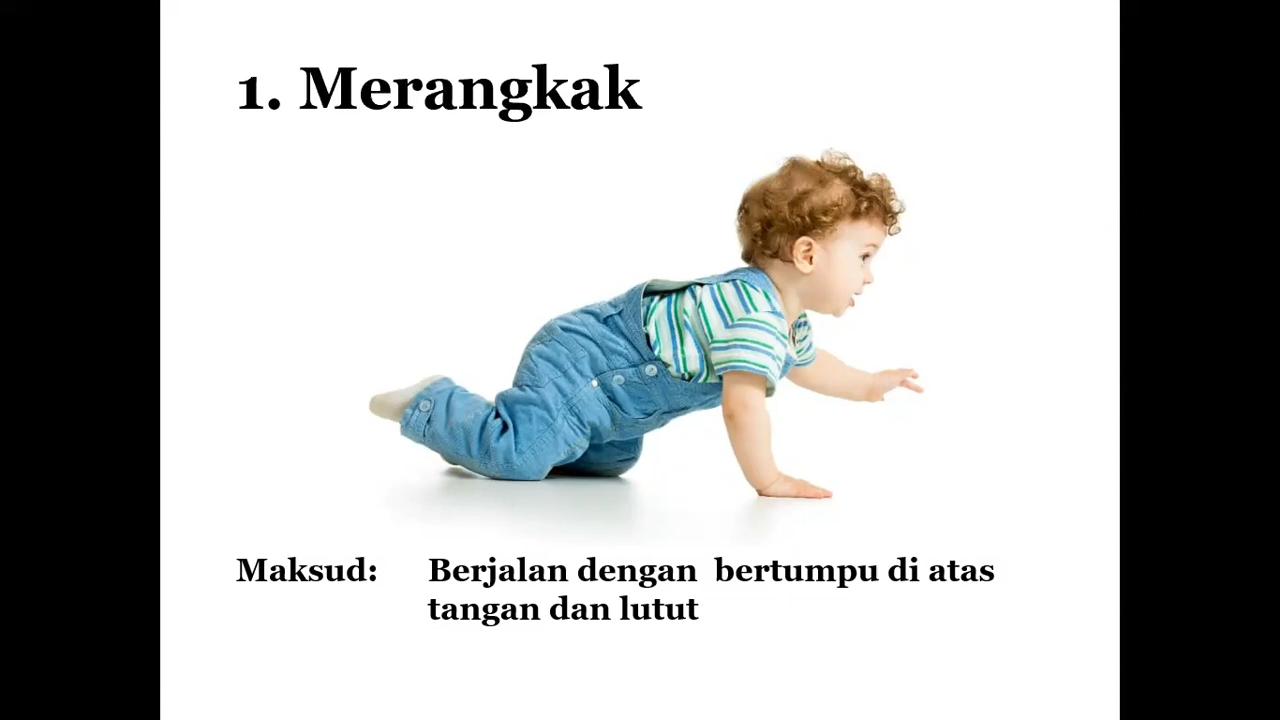 1. Merangkak
Maksud: Berjalan dengan bertumpu di atas
tangan dan lutut